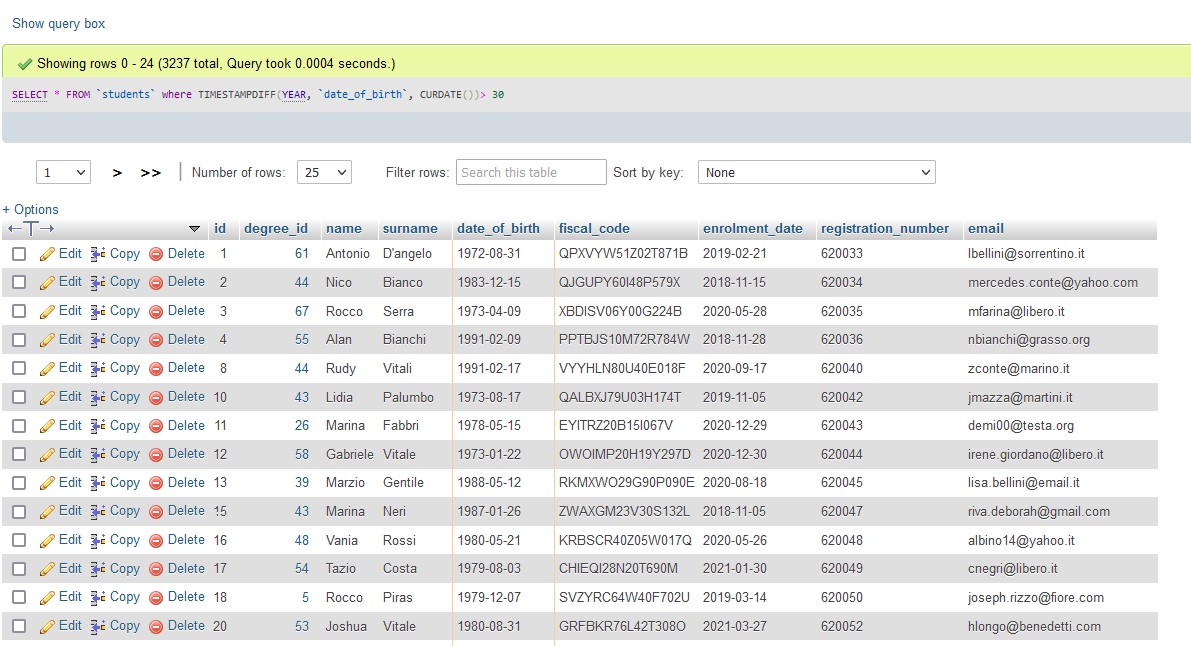 Show query box
Showing rows 0 - 24 (3237 total, Query took 0.0004 seconds.)
SELECT * FROM `students` where TIMESTAMPDIFF(YEAR, `date_of_birth`, CURDATE())> 30
1 > >> | Number of rows: 25 Filter rows: Search this table Sort by key: None
+ Options
←T→ id degree_id name surname date_of_birth fiscal_code enrolment_date registration_number email
Edit Copy Delete 1 61 Antonio D'angelo 1972-08-31 QPXVYW51Z02T871B 2019-02-21 620033 lbellini@sorrentino.it
Edit Copy Delete 2 44 Nico Bianco 1983-12-15 QJGUPY60I48P579X 2018-11-15 620034 mercedes.conte@yahoo.com
Edit Copy Delete 3 67 Rocco Serra 1973-04-09 XBDISV06Y00G224B 2020-05-28 620035 mfarina@libero.it
Edit Copy Delete 4 55 Alan Bianchi 1991-02-09 PPTBJS10M72R784W 2018-11-28 620036 nbianchi@grasso.org
Edit Copy Delete 8 44 Rudy Vitali 1991-02-17 VYYHLN80U40E018F 2020-09-17 620040 zconte@marino.it
Edit Copy Delete 10 43 Lidia Palumbo 1973-08-17 QALBXJ79U03H174T 2019-11-05 620042 jmazza@martini.it
Edit Copy Delete 11 26 Marina Fabbri 1978-05-15 EYITRZ20B15I067V 2020-12-29 620043 demi00@testa.org
Edit Copy Delete 12 58 Gabriele Vitale 1973-01-22 OWOIMP20H19Y297D 2020-12-30 620044 irene.giordano@libero.it
Edit Copy Delete 13 39 Marzio Gentile 1988-05-12 RKMXWO29G90P090E 2020-08-18 620045 lisa.bellini@email.it
Edit Copy Delete 15 43 Marina Neri 1987-01-26 ZWAXGM23V30S132L 2018-11-05 620047 riva.deborah@gmail.com
Edit Copy Delete 16 48 Vania Rossi 1980-05-21 KRBSCR40Z05W017Q 2020-05-26 620048 albino14@yahoo.it
Edit Copy Delete 17 54 Tazio Costa 1979-08-03 CHIEQI28N20T690M 2021-01-30 620049 cnegri@libero.it
Edit Copy Delete 18 5 Rocco Piras 1979-12-07 SVZYRC64W40F702U 2019-03-14 620050 joseph.rizzo@fiore.com
Edit Copy Delete 20 53 Joshua Vitale 1980-08-31 GRFBKR76L42T308O 2021-03-27 620052 hlongo@benedetti.com